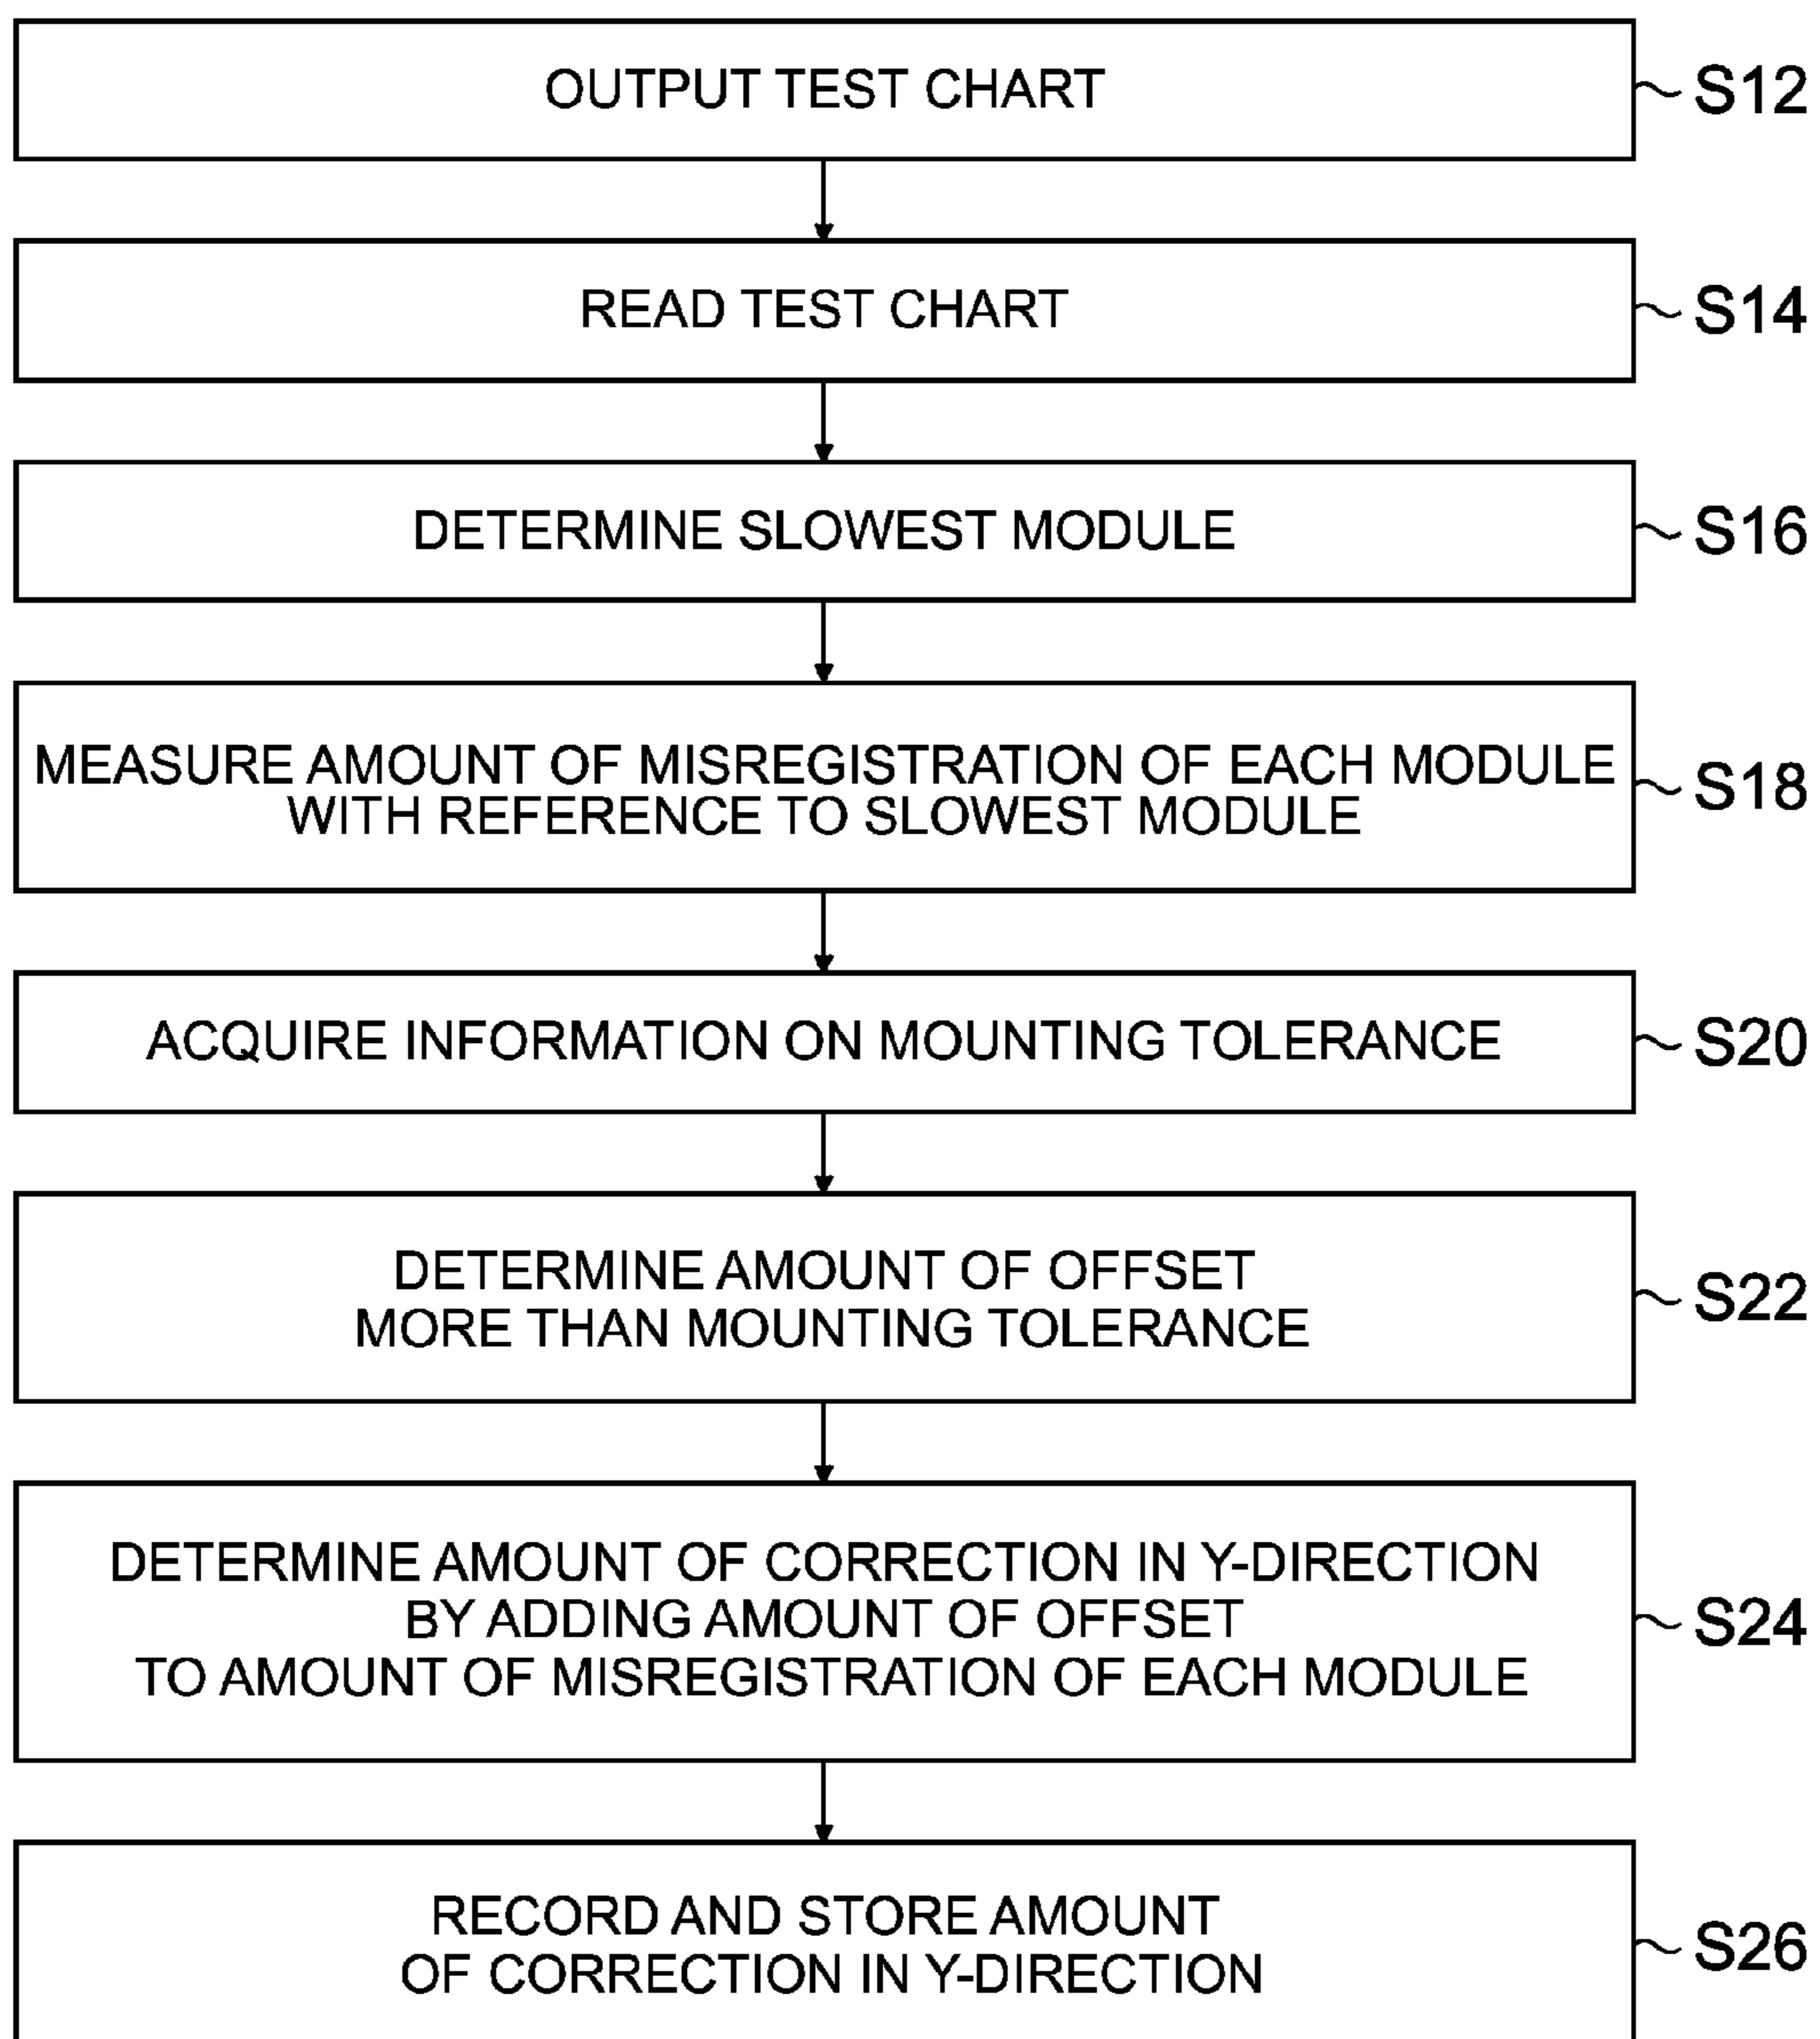 OUTPUT TEST CHART
S12
READ TEST CHART
S14
DETERMINE SLOWEST MODULE
S16
MEASURE AMOUNT OF MISREGISTRATION OF EACH MODULE
WITH REFERENCE TO SLOWEST MODULE
S18
ACQUIRE INFORMATION ON MOUNTING TOLERANCE
S20
DETERMINE AMOUNT OF OFFSET
MORE THAN MOUNTING TOLERANCE
S22
DETERMINE AMOUNT OF CORRECTION IN Y-DIRECTION
BY ADDING AMOUNT OF OFFSET
TO AMOUNT OF MISREGISTRATION OF EACH MODULE
S24
RECORD AND STORE AMOUNT
OF CORRECTION IN Y-DIRECTION
S26